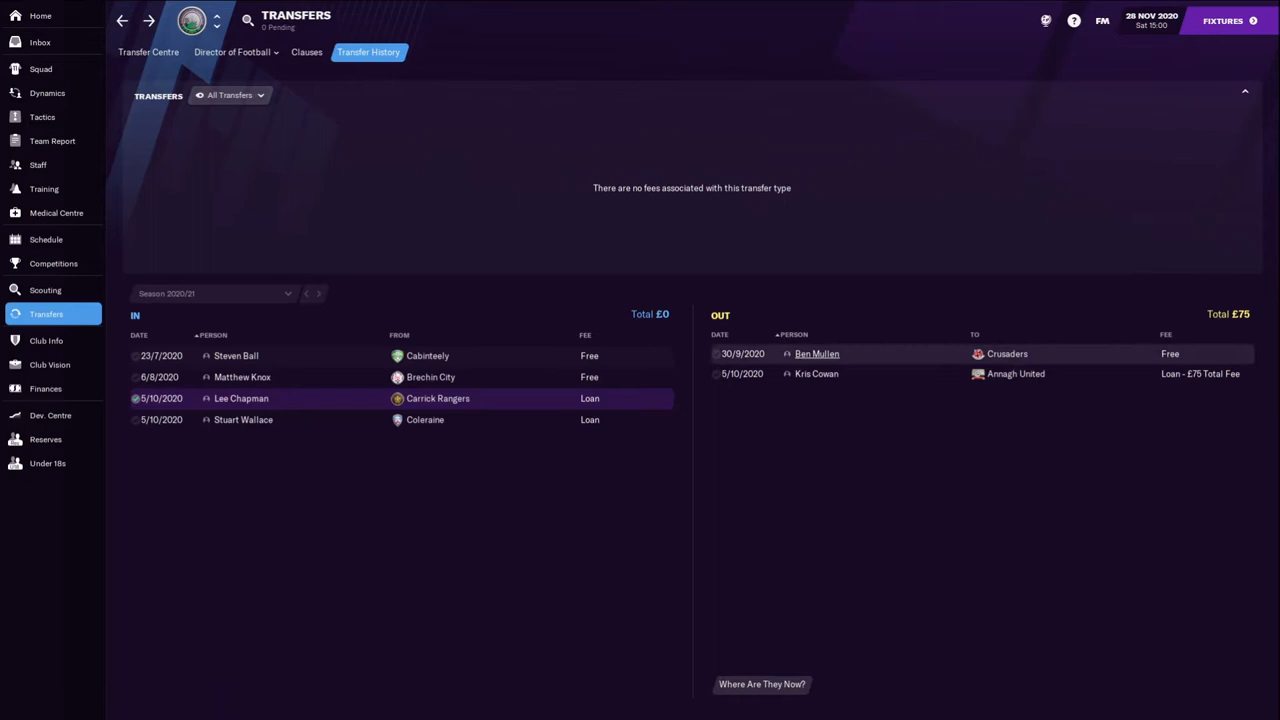 Home
Inbox
Squad
Dynamics
Tactics
Team Report
Staff
Training
Medical Centre
Schedule
Competitions
Scouting
Transfers
Club Info
Club Vision
Finances
Dev. Centre
Reserves
Under 18s
TRANSFERS
0 Pending
FM
28 NOV 2020
Sat 15:00
FIXTURES
Transfer Centre Director of Football Clauses Transfer History
TRANSFERS All Transfers
There are no fees associated with this transfer type
Season 2020/21
IN Total £0
DATE PERSON FROM FEE
23/7/2020 Steven Ball Cabinteely Free
6/8/2020 Matthew Knox Brechin City Free
5/10/2020 Lee Chapman Carrick Rangers Loan
5/10/2020 Stuart Wallace Coleraine Loan
OUT Total £75
DATE PERSON TO FEE
30/9/2020 Ben Mullen Crusaders Free
5/10/2020 Kris Cowan Annagh United Loan - £75 Total Fee
Where Are They Now?